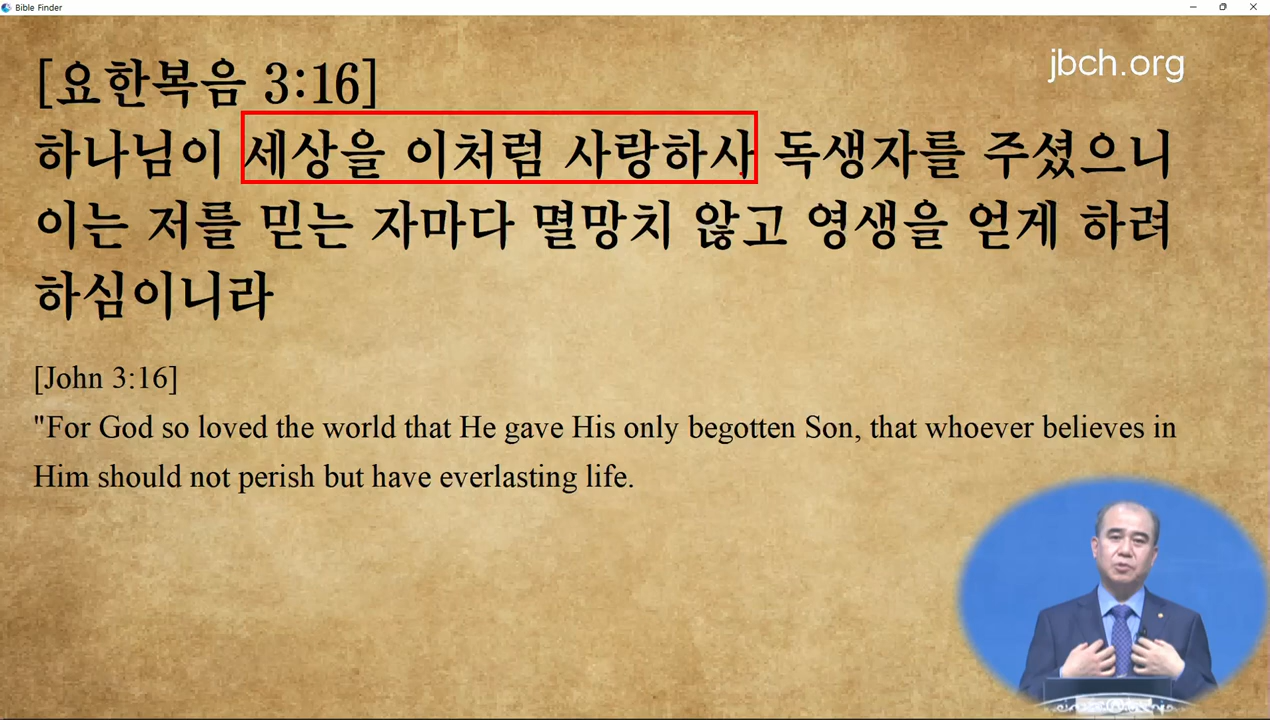 Bible Finder
jbch.org
[요한복음 3:16]
하나님이 세상을 이처럼 사랑하사 독생자를 주셨으니
이는 저를 믿는 자마다 멸망치 않고 영생을 얻게 하려
하심이니라
[John 3:16]
"For God so loved the world that He gave His only begotten Son, that whoever believes in
Him should not perish but have everlasting life.